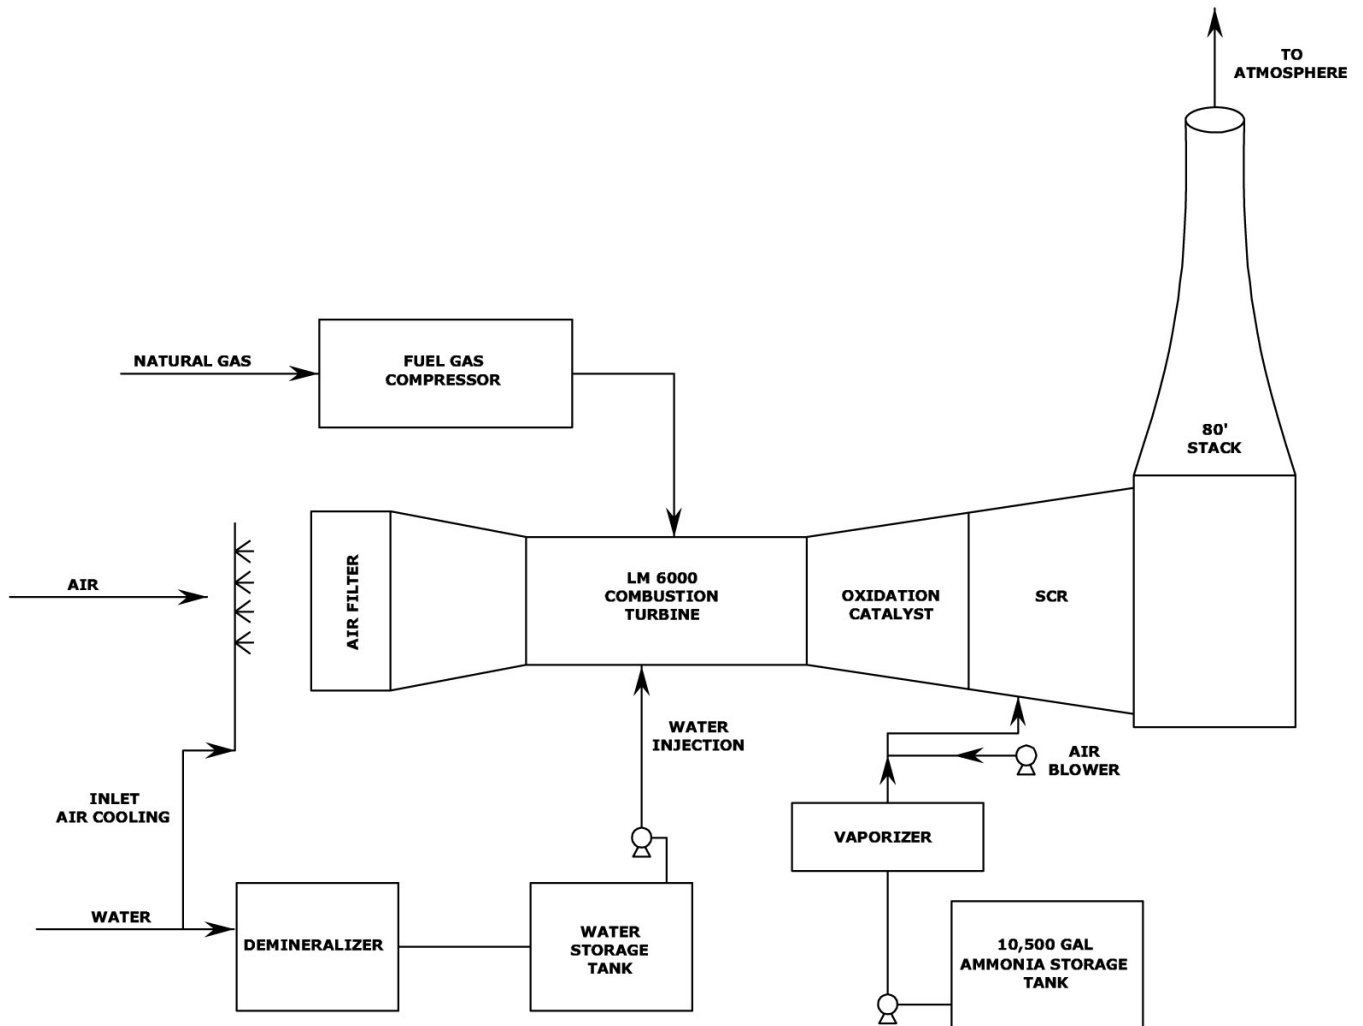 TO
ATMOSPHERE
NATURAL GAS
FUEL GAS
COMPRESSOR
80'
STACK
AIR
AIR FILTER
LM 6000
COMBUSTION
TURBINE
OXIDATION
CATALYST
SCR
WATER
INJECTION
AIR
BLOWER
INLET
AIR COOLING
VAPORIZER
WATER
DEMINERALIZER
WATER
STORAGE
TANK
10,500 GAL
AMMONIA STORAGE
TANK